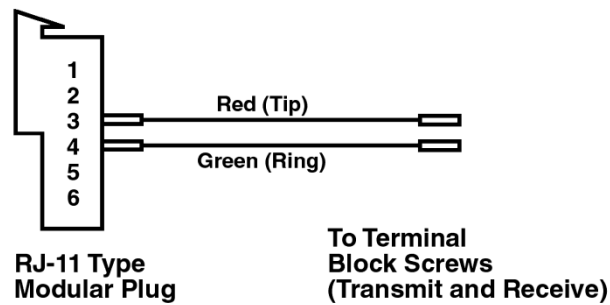 1
2
3
4
5
6
Red (Tip)
Green (Ring)
RJ-11 Type
Modular Plug
To Terminal
Block Screws
(Transmit and Receive)